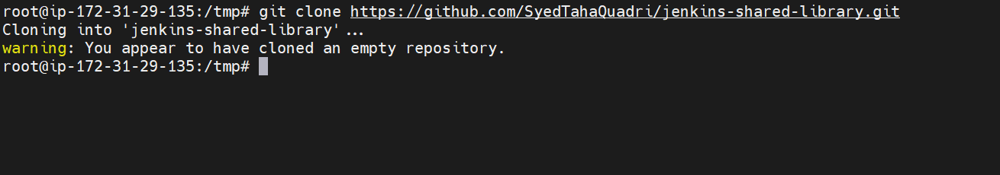 root@ip-172-31-29-135:/tmp# git clone https://github.com/SyedTahaQuadri/jenkins-shared-library.git
Cloning into 'jenkins-shared-library'...
warning: You appear to have cloned an empty repository.
root@ip-172-31-29-135:/tmp#